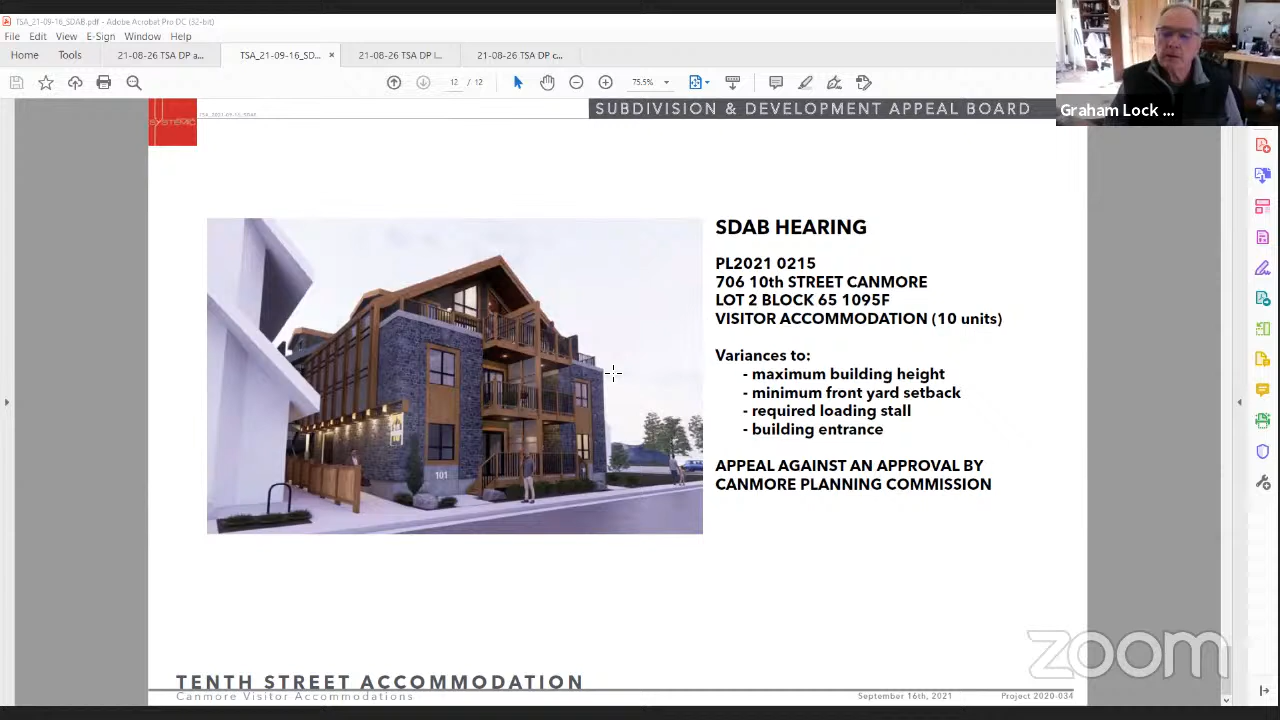 TSA_21-09-16_SDAB.pdf - Adobe Acrobat Pro DC (32-bit)
File Edit View E-Sign Window Help
Home Tools 21-08-26 TSA DP a... TSA_21-09-16_SD... × 21-08-26 TSA DP l... 21-08-26 TSA DP G...
12 / 12 75.5%
Graham Lock ...
SYSTEMIC TSA_2021-09-16_SDAB
SUBDIVISION & DEVELOPMENT APPEAL BOARD
SDAB HEARING
PL2021 0215
706 10th STREET CANMORE
LOT 2 BLOCK 65 1095F
VISITOR ACCOMMODATION (10 units)
Variances to:
- maximum building height
- minimum front yard setback
- required loading stall
- building entrance
APPEAL AGAINST AN APPROVAL BY
CANMORE PLANNING COMMISSION
101
zoom
TENTH STREET ACCOMMODATION
Canmore Visitor Accommodations
September 16th, 2021 Project 2020-034